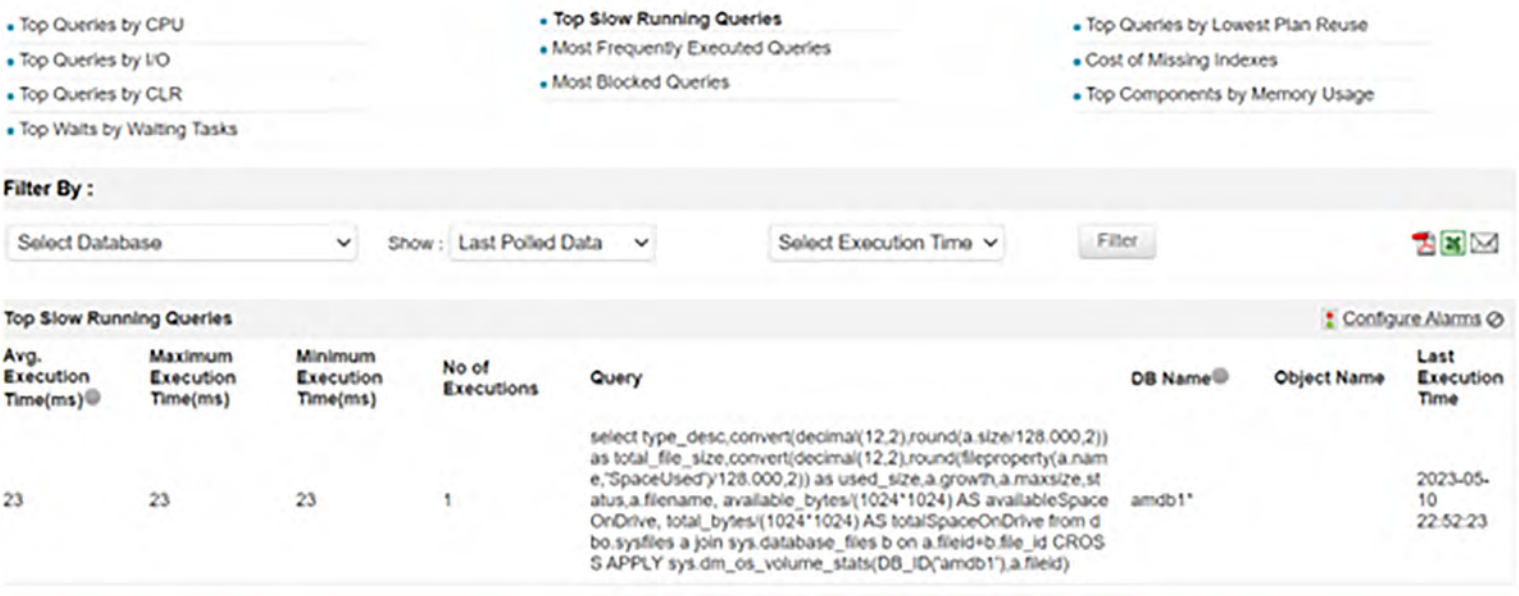 Top Queries by CPU
Top Queries by I/O
Top Queries by CLR
Top Waits by Waiting Tasks
Top Slow Running Queries
Most Frequently Executed Queries
Most Blocked Queries
Top Queries by Lowest Plan Reuse
Cost of Missing Indexes
Top Components by Memory Usage
Filter By :
Select Database Show : Last Polled Data Select Execution Time Filter
Top Slow Running Queries Configure Alarms
Avg. Execution Time(ms) Maximum Execution Time(ms) Minimum Execution Time(ms) No of Executions Query DB Name Object Name Last Execution Time
23 23 23 1
select type_desc,convert(decimal(12,2),round(a.size/128.000,2))
as total_file_size,convert(decimal(12,2),round(fileproperty(a.nam
e,"SpaceUsed")/128.000,2)) as used_size,a.growth,a.maxsize,st
atus,a.filename, available_bytes/(1024*1024) AS availableSpace
OnDrive, total_bytes/(1024*1024) AS totalSpaceOnDrive from d
bo.sysfiles a join sys.database_files b on a.fileid=b.file_id CROS
S APPLY sys.dm_os_volume_stats(DB_ID("amdb1"),a.fileid)
amdb1*
2023-05-
10
22:52:23